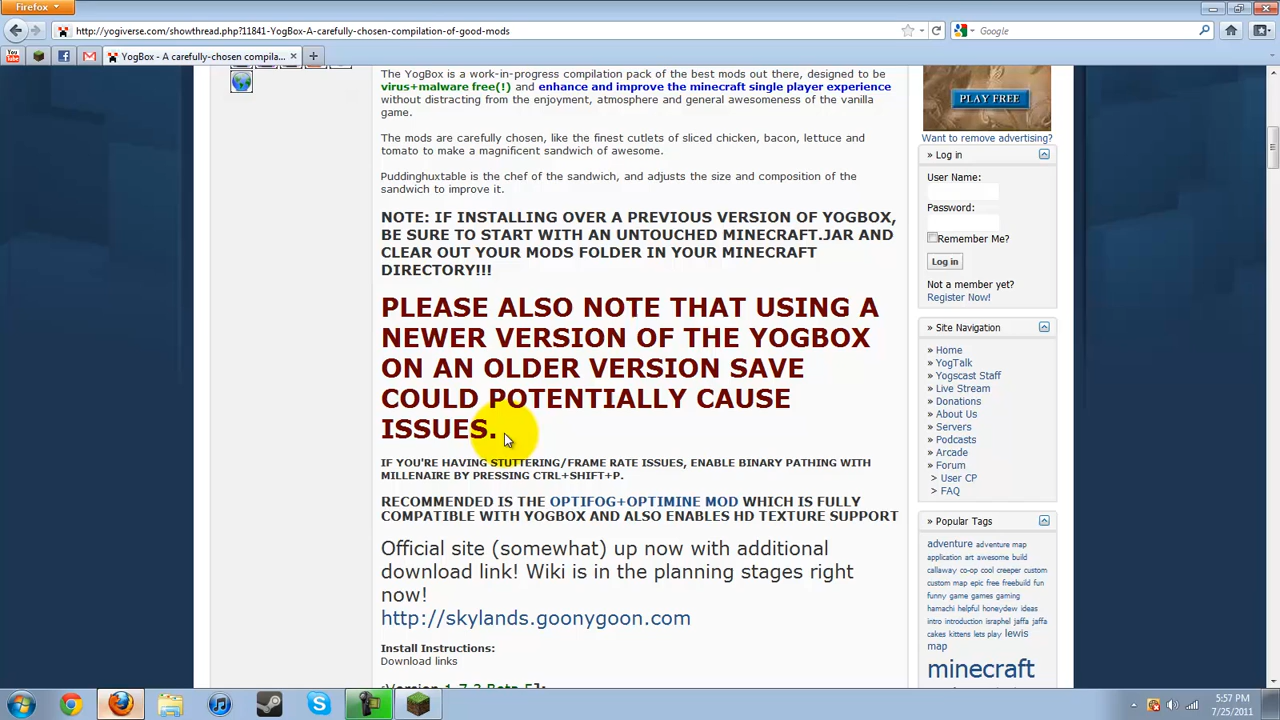 Firefox
http://yogiverse.com/showthread.php?11841-YogBox-A-carefully-chosen-compilation-of-good-mods
Google
YogBox - A carefully-chosen compila...
The YogBox is a work-in-progress compilation pack of the best mods out there, designed to be
virus+malware free(!) and enhance and improve the minecraft single player experience
without distracting from the enjoyment, atmosphere and general awesomeness of the vanilla
game.
The mods are carefully chosen, like the finest cutlets of sliced chicken, bacon, lettuce and
tomato to make a magnificent sandwich of awesome.
Puddinghuxtable is the chef of the sandwich, and adjusts the size and composition of the
sandwich to improve it.
NOTE: IF INSTALLING OVER A PREVIOUS VERSION OF YOGBOX,
BE SURE TO START WITH AN UNTOUCHED MINECRAFT.JAR AND
CLEAR OUT YOUR MODS FOLDER IN YOUR MINECRAFT
DIRECTORY!!!
PLEASE ALSO NOTE THAT USING A
NEWER VERSION OF THE YOGBOX
ON AN OLDER VERSION SAVE
COULD POTENTIALLY CAUSE
ISSUES.
IF YOU'RE HAVING STUTTERING/FRAME RATE ISSUES, ENABLE BINARY PATHING WITH
MILLENAIRE BY PRESSING CTRL+SHIFT+P.
RECOMMENDED IS THE OPTIFOG+OPTIMINE MOD WHICH IS FULLY
COMPATIBLE WITH YOGBOX AND ALSO ENABLES HD TEXTURE SUPPORT
Official site (somewhat) up now with additional
download link! Wiki is in the planning stages right
now!
http://skylands.goonygoon.com
Install Instructions:
Download links
PLAY FREE
Want to remove advertising?
» Log in
User Name:
Password:
Remember Me?
Log in
Not a member yet?
Register Now!
» Site Navigation
» Home
» YogTalk
» Yogscast Staff
» Live Stream
» Donations
» About Us
» Servers
» Podcasts
» Arcade
» Forum
> User CP
> FAQ
» Popular Tags
adventure adventure map
application art awesome build
callaway co-op cool creeper custom
custom map epic free freebuild fun
funny game games gaming
hamachi helpful honeydew ideas
intro introduction israphel jaffa jaffa
cakes kittens lets play lewis
map
minecraft
5:57 PM
7/25/2011